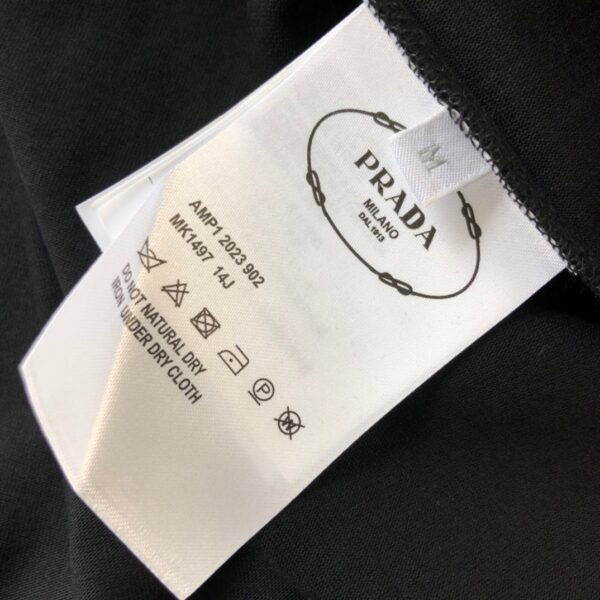 M
PRADA
MILANO
DAL 1913
AMP1 2023 902
MK1497 14J
P
W
DO NOT NATURAL DRY
IRON UNDER DRY CLOTH